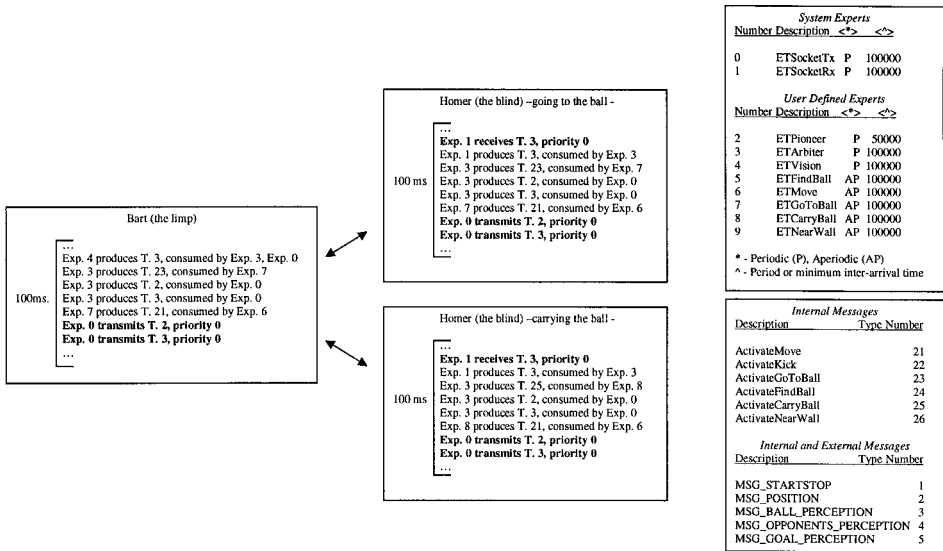 Bart (the limp)
100ms.
...
Exp. 4 produces T. 3, consumed by Exp. 3, Exp. 0
Exp. 3 produces T. 23, consumed by Exp. 7
Exp. 3 produces T. 2, consumed by Exp. 0
Exp. 3 produces T. 3, consumed by Exp. 0
Exp. 7 produces T. 21, consumed by Exp. 6
Exp. 0 transmits T. 2, priority 0
Exp. 0 transmits T. 3, priority 0
...
Homer (the blind) –going to the ball -
100 ms
...
Exp. 1 receives T. 3, priority 0
Exp. 1 produces T. 3, consumed by Exp. 3
Exp. 3 produces T. 23, consumed by Exp. 7
Exp. 3 produces T. 2, consumed by Exp. 0
Exp. 3 produces T. 3, consumed by Exp. 0
Exp. 7 produces T. 21, consumed by Exp. 6
Exp. 0 transmits T. 2, priority 0
Exp. 0 transmits T. 3, priority 0
...
Homer (the blind) –carrying the ball -
100 ms
...
Exp. 1 receives T. 3, priority 0
Exp. 1 produces T. 3, consumed by Exp. 3
Exp. 3 produces T. 25, consumed by Exp. 8
Exp. 3 produces T. 2, consumed by Exp. 0
Exp. 3 produces T. 3, consumed by Exp. 0
Exp. 8 produces T. 21, consumed by Exp. 6
Exp. 0 transmits T. 2, priority 0
Exp. 0 transmits T. 3, priority 0
...
System Experts
Number Description <*> <^>
0 ETSocketTx P 100000
1 ETSocketRx P 100000
User Defined Experts
Number Description <*> <^>
2 ETPioneer P 50000
3 ETArbiter P 100000
4 ETVision P 100000
5 ETFindBall AP 100000
6 ETMove AP 100000
7 ETGoToBall AP 100000
8 ETCarryBall AP 100000
9 ETNearWall AP 100000
* - Periodic (P), Aperiodic (AP)
^ - Period or minimum inter-arrival time
Internal Messages
Description Type Number
ActivateMove 21
ActivateKick 22
ActivateGoToBall 23
ActivateFindBall 24
ActivateCarryBall 25
ActivateNearWall 26
Internal and External Messages
Description Type Number
MSG_STARTSTOP 1
MSG_POSITION 2
MSG_BALL_PERCEPTION 3
MSG_OPPONENTS_PERCEPTION 4
MSG_GOAL_PERCEPTION 5